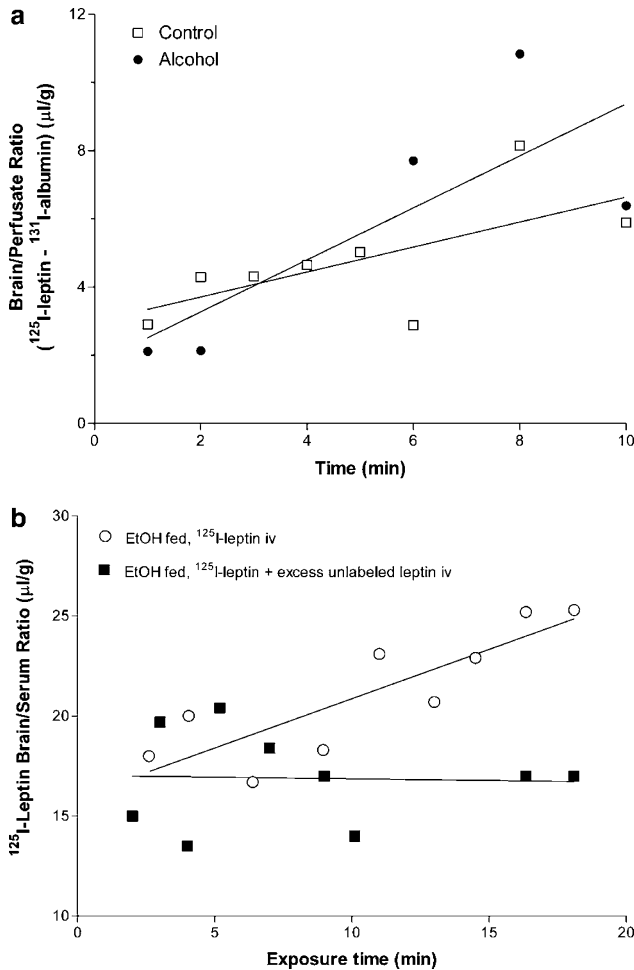 a
Control
Alcohol
Brain/Perfusate Ratio
(¹²⁵I-leptin - ¹³¹I-albumin) (µl/g)
12
8
4
0
0 2 4 6 8 10
Time (min)
b
EtOH fed, ¹²⁵I-leptin iv
EtOH fed, ¹²⁵I-leptin + excess unlabeled leptin iv
¹²⁵I-Leptin Brain/Serum Ratio (µl/g)
30
25
20
15
10
0 5 10 15 20
Exposure time (min)